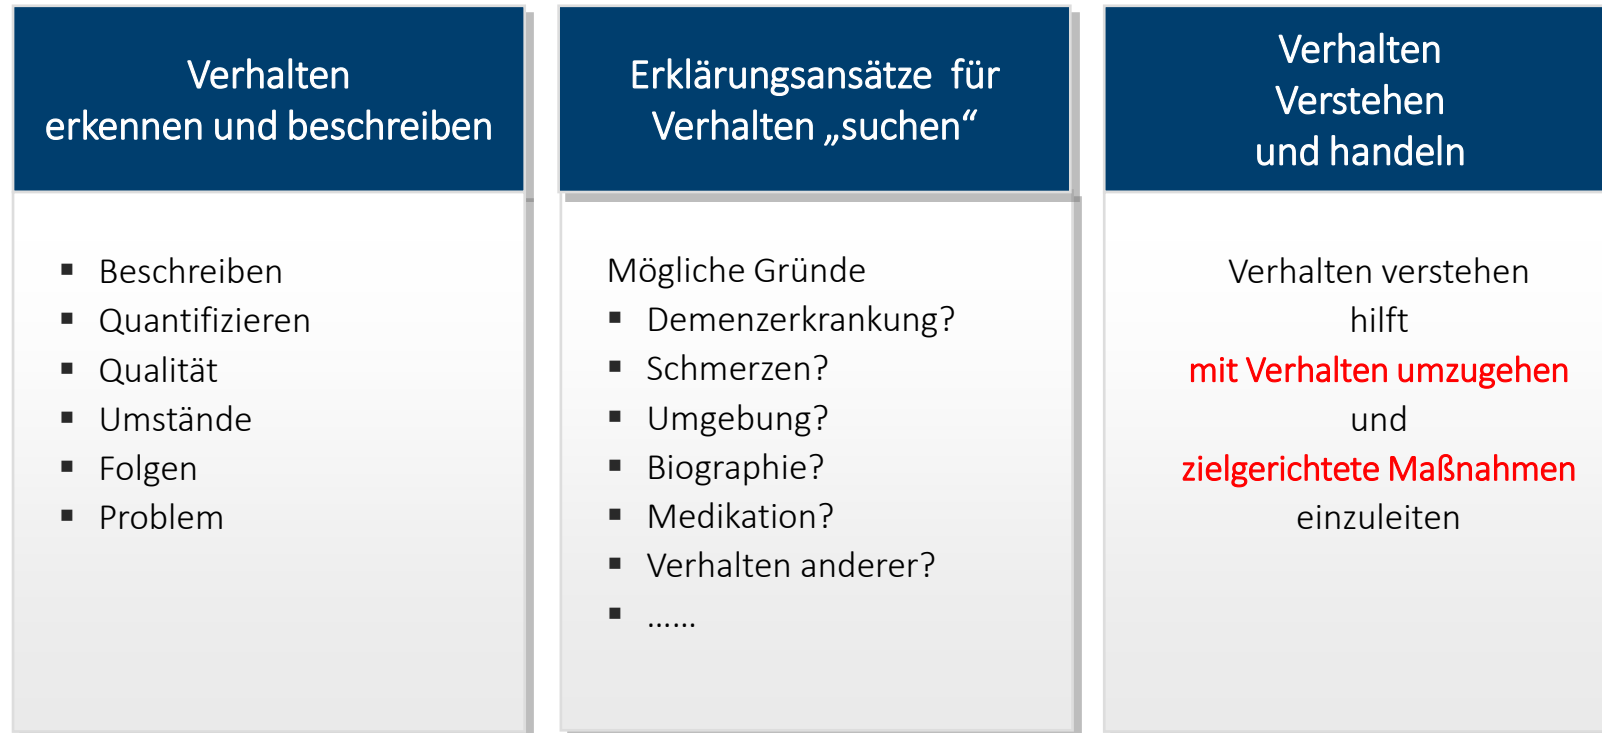 Verhalten
erkennen und beschreiben
▪ Beschreiben
▪ Quantifizieren
▪ Qualität
▪ Umstände
▪ Folgen
▪ Problem
Erklärungsansätze  für
Verhalten „suchen“
Mögliche Gründe
▪ Demenzerkrankung?
▪ Schmerzen?
▪ Umgebung?
▪ Biographie?
▪ Medikation?
▪ Verhalten anderer?
▪ ……
Verhalten
Verstehen
und handeln
Verhalten verstehen
hilft
mit Verhalten umzugehen
und
zielgerichtete Maßnahmen
einzuleiten